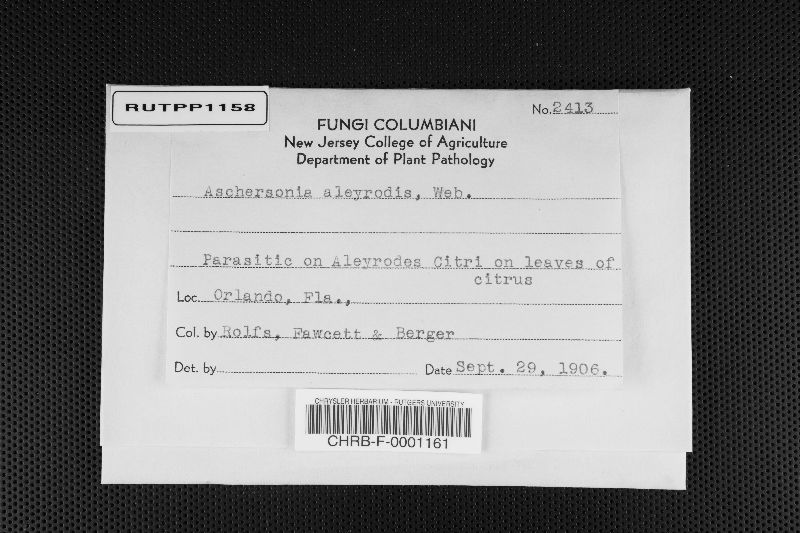 RUTPP1158
No. 2413
FUNGI COLUMBIANI
New Jersey College of Agriculture
Department of Plant Pathology
Aschersonia aleyrodis, Web.
Parasitic on Aleyrodes Citri on leaves of
citrus
Loc. Orlando, Fla.,
Col. by Rolfs, Fawcett & Berger
Det. by
Date Sept. 29, 1906.
CHRYSLER HERBARIUM - RUTGERS UNIVERSITY
CHRB-F-0001161